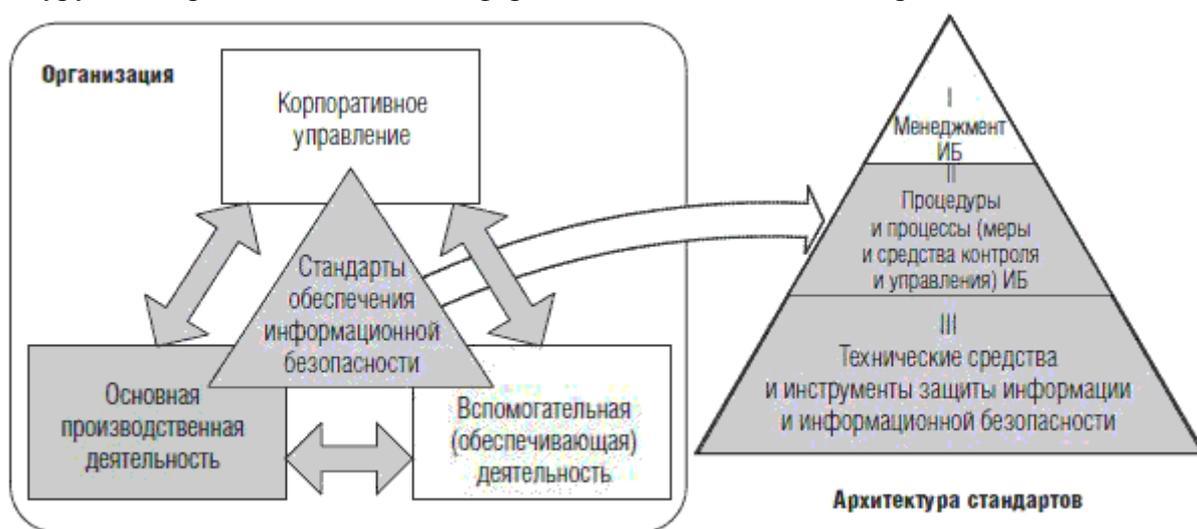 Организация
Корпоративное
управление
Стандарты
обеспечения
информационной
безопасности
Основная
производственная
деятельность
Вспомогательная
(обеспечивающая)
деятельность
I
Менеджмент
ИБ
II
Процедуры
и процессы (меры
и средства контроля
и управления) ИБ
III
Технические средства
и инструменты защиты информации
и информационной безопасности
Архитектура стандартов